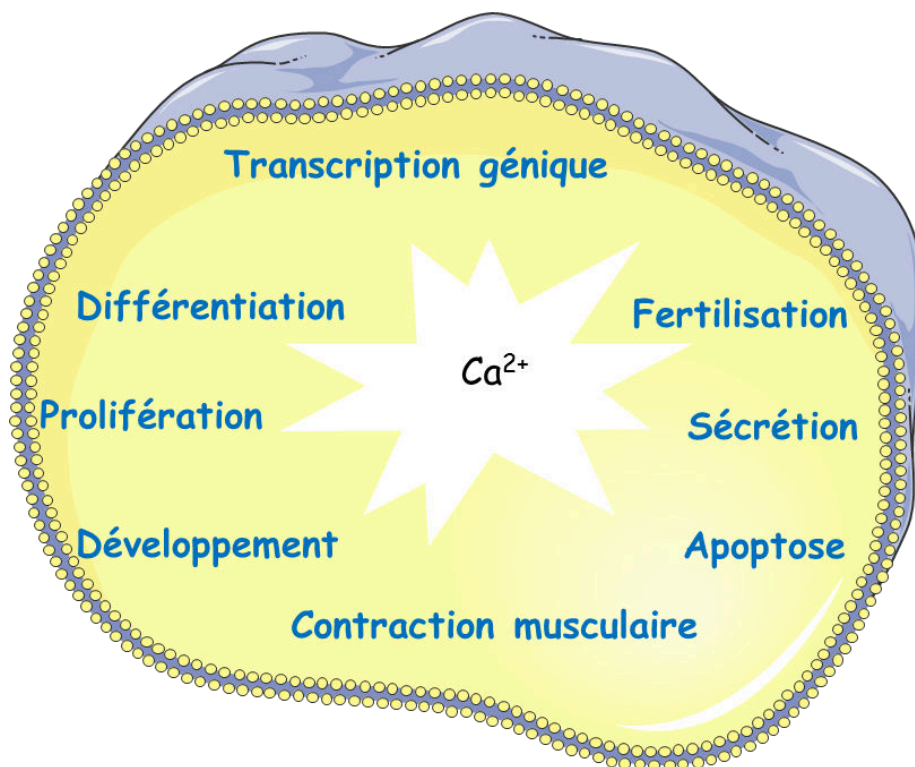 Transcription génique
Différentiation
Fertilisation
Ca²⁺
Prolifération
Sécrétion
Développement
Apoptose
Contraction musculaire